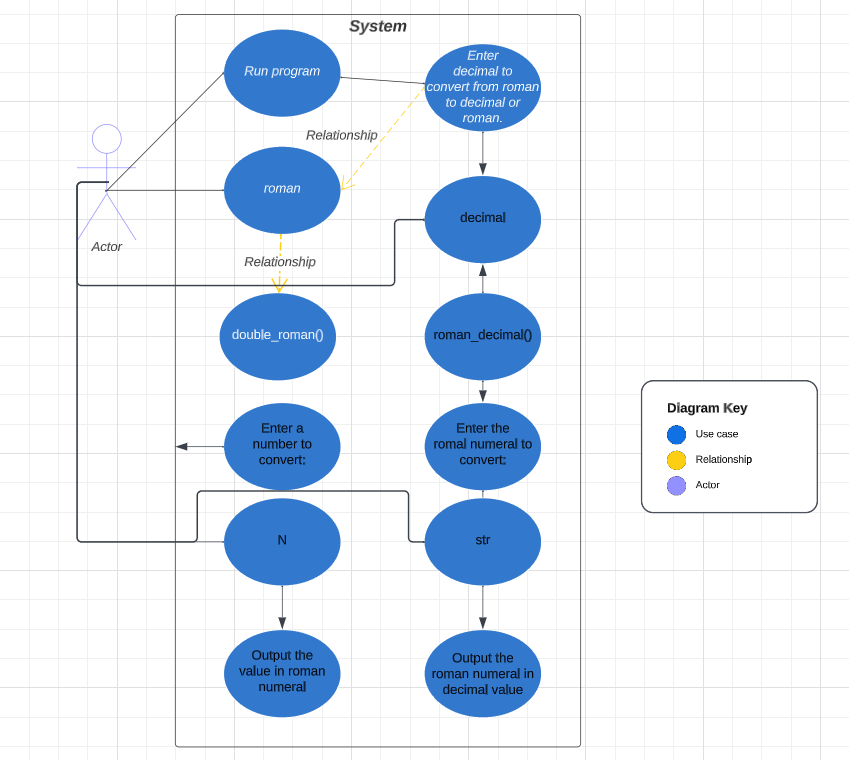 System
Run program
Enter
decimal to
convert from roman
to decimal or
roman.
Relationship
roman
decimal
Actor
Relationship
double_roman()
roman_decimal()
Enter a
number to
convert:
Enter the
romal numeral to
convert:
N
str
Output the
value in roman
numeral
Output the
roman numeral in
decimal value
Diagram Key
Use case
Relationship
Actor